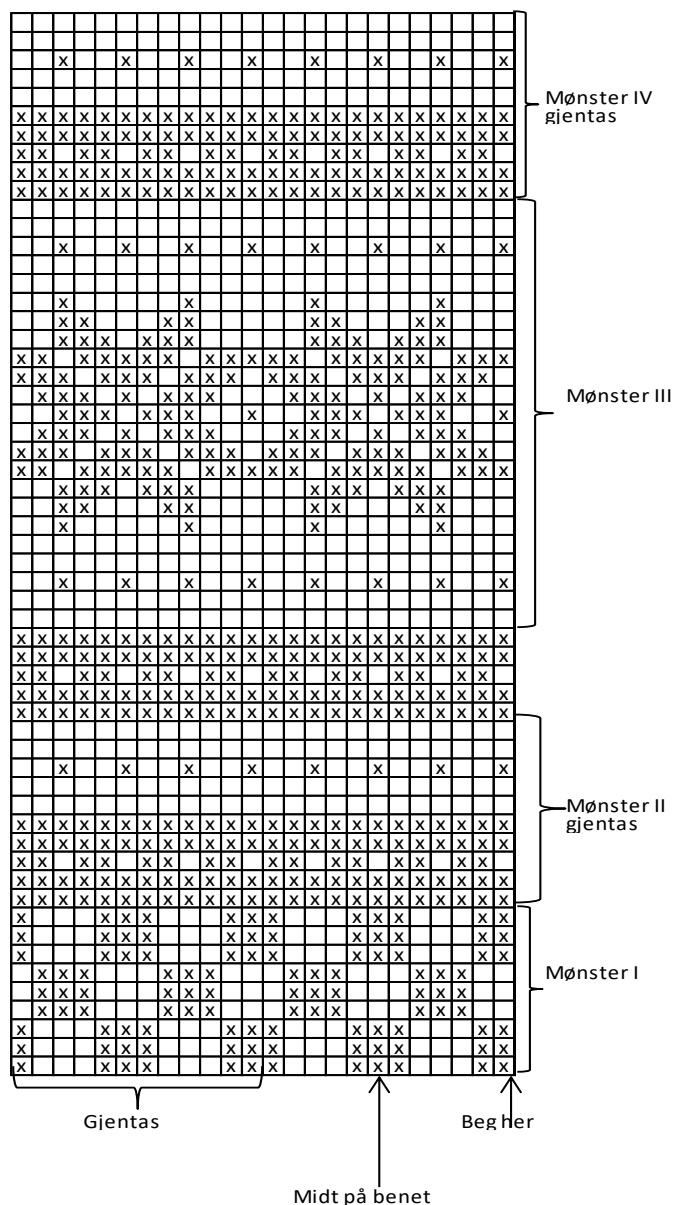 Mønster IV
gjentas
Mønster III
Mønster II
gjentas
Mønster I
Gjentas
Beg her
Midt på benet